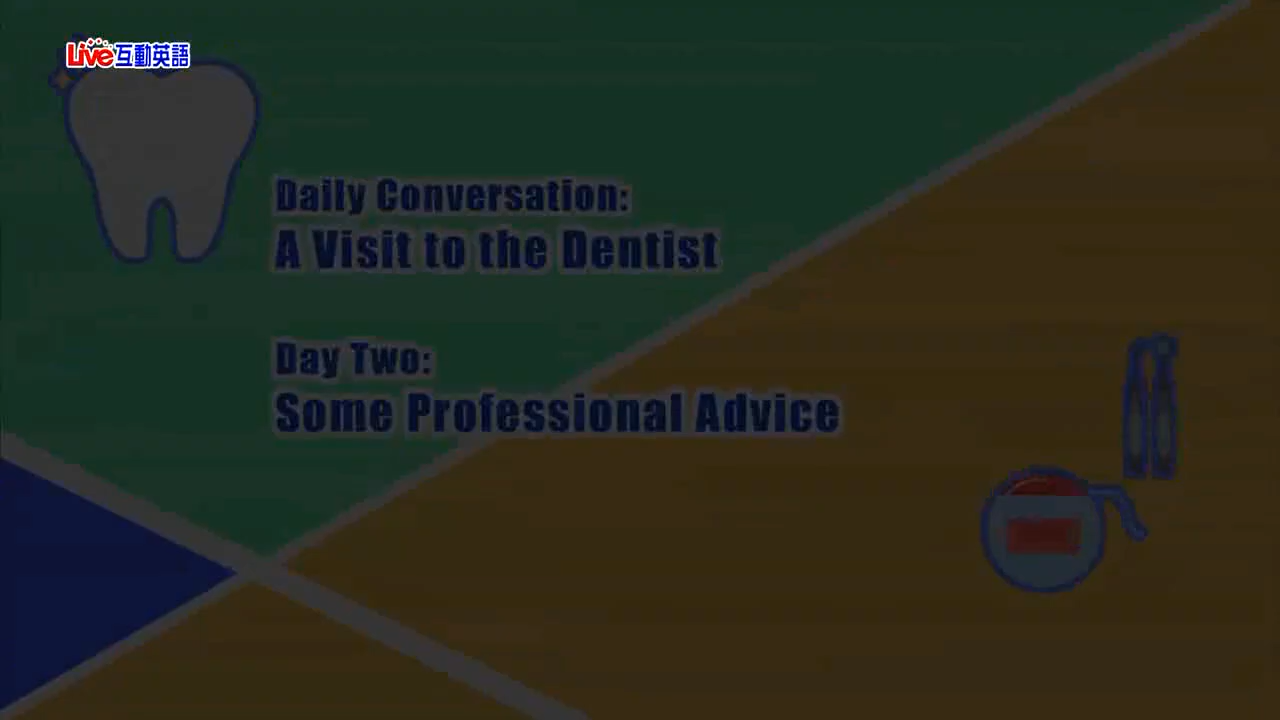 Live互動英語
Daily Conversation:
A Visit to the Dentist
Day Two:
Some Professional Advice